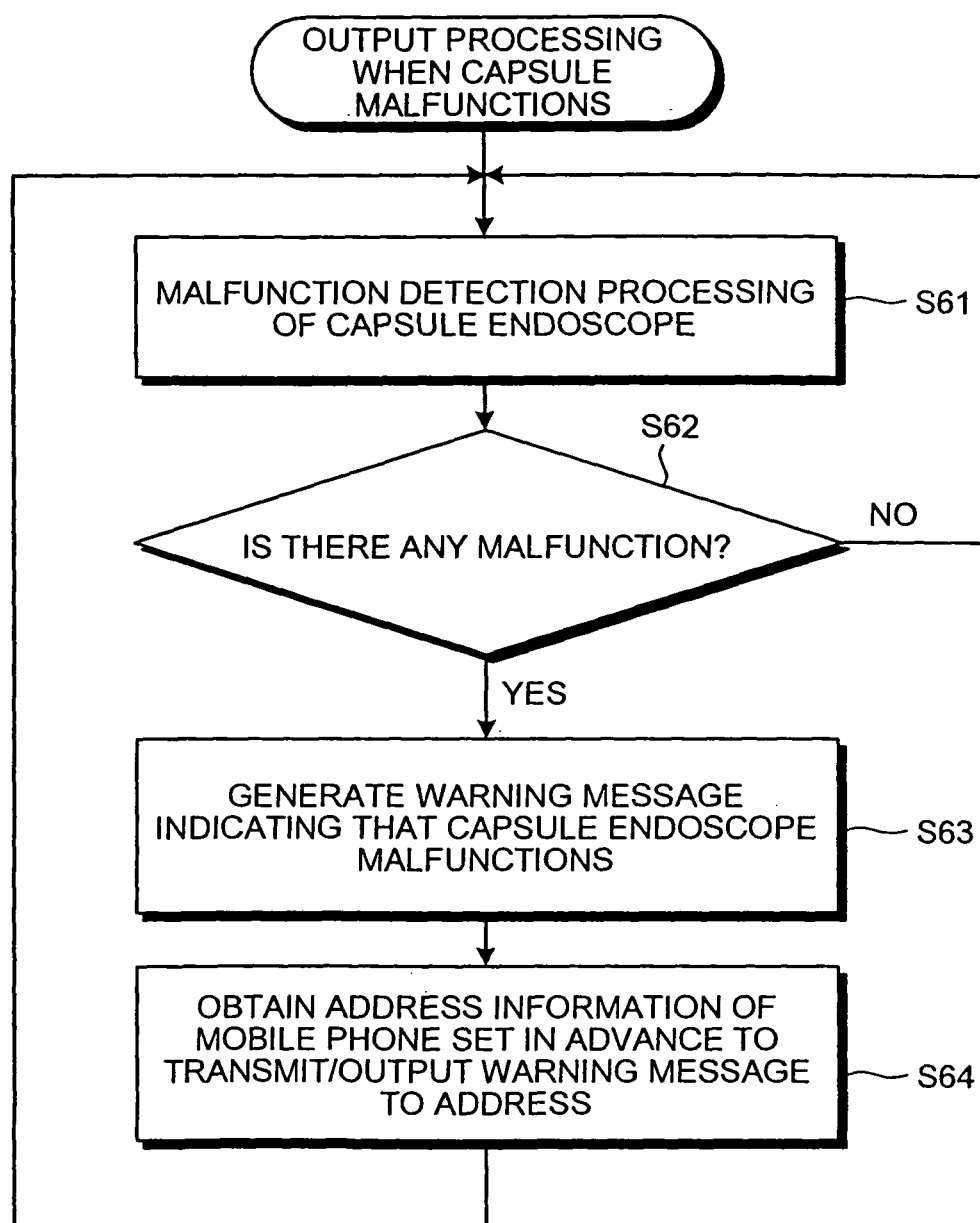 OUTPUT PROCESSING
WHEN CAPSULE
MALFUNCTIONS
MALFUNCTION DETECTION PROCESSING
OF CAPSULE ENDOSCOPE
S61
S62
IS THERE ANY MALFUNCTION?
NO
YES
GENERATE WARNING MESSAGE
INDICATING THAT CAPSULE ENDOSCOPE
MALFUNCTIONS
S63
OBTAIN ADDRESS INFORMATION OF
MOBILE PHONE SET IN ADVANCE TO
TRANSMIT/OUTPUT WARNING MESSAGE
TO ADDRESS
S64